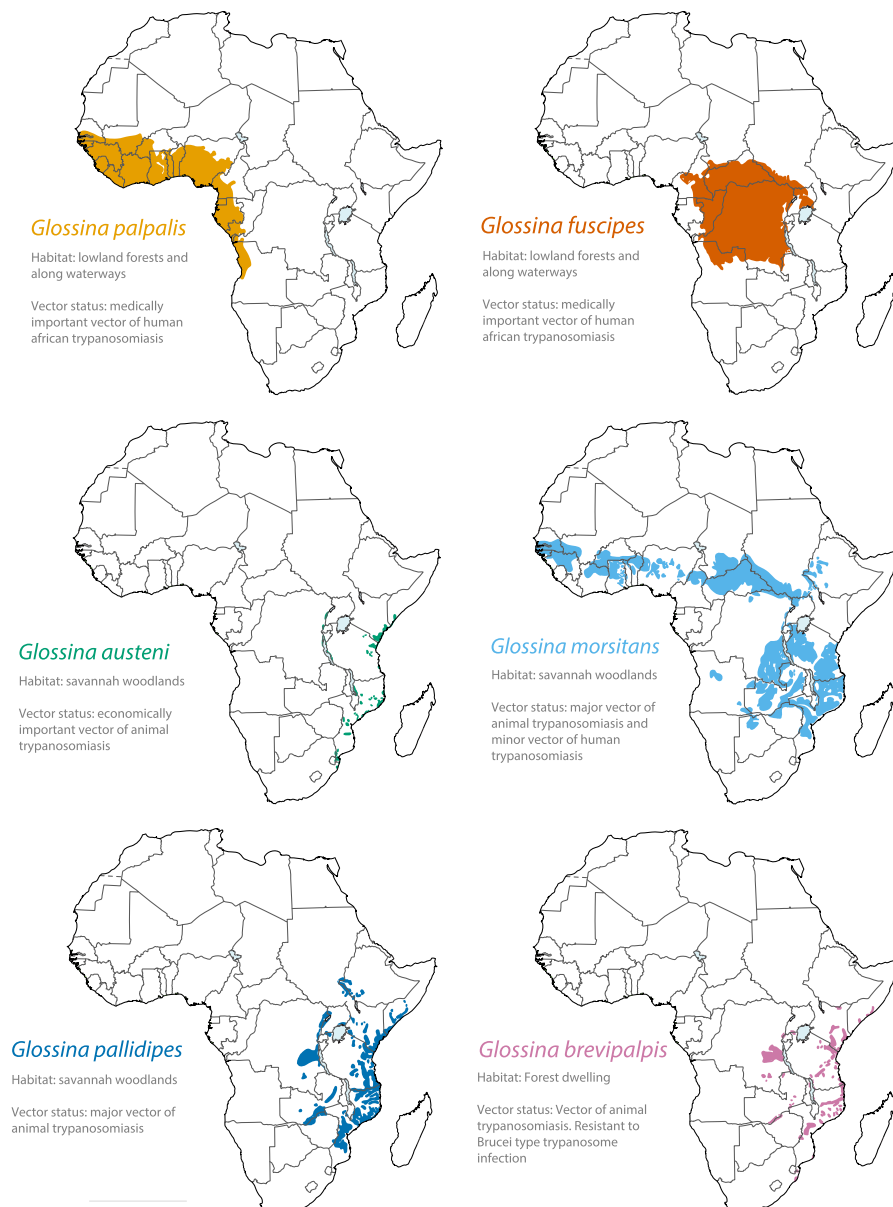 Glossina palpalis
Habitat: lowland forests and
along waterways
Vector status: medically
important vector of human
african trypanosomiasis
Glossina fuscipes
Habitat: lowland forests and
along waterways
Vector status: medically
important vector of human
african trypanosomiasis
Glossina austeni
Habitat: savannah woodlands
Vector status: economically
important vector of animal
trypanosomiasis
Glossina morsitans
Habitat: savannah woodlands
Vector status: major vector of
animal trypanosomiasis and
minor vector of human
trypanosomiasis
Glossina pallidipes
Habitat: savannah woodlands
Vector status: major vector of
animal trypanosomiasis
Glossina brevipalpis
Habitat: Forest dwelling
Vector status: Vector of animal
trypanosomiasis. Resistant to
Brucei type trypanosome
infection